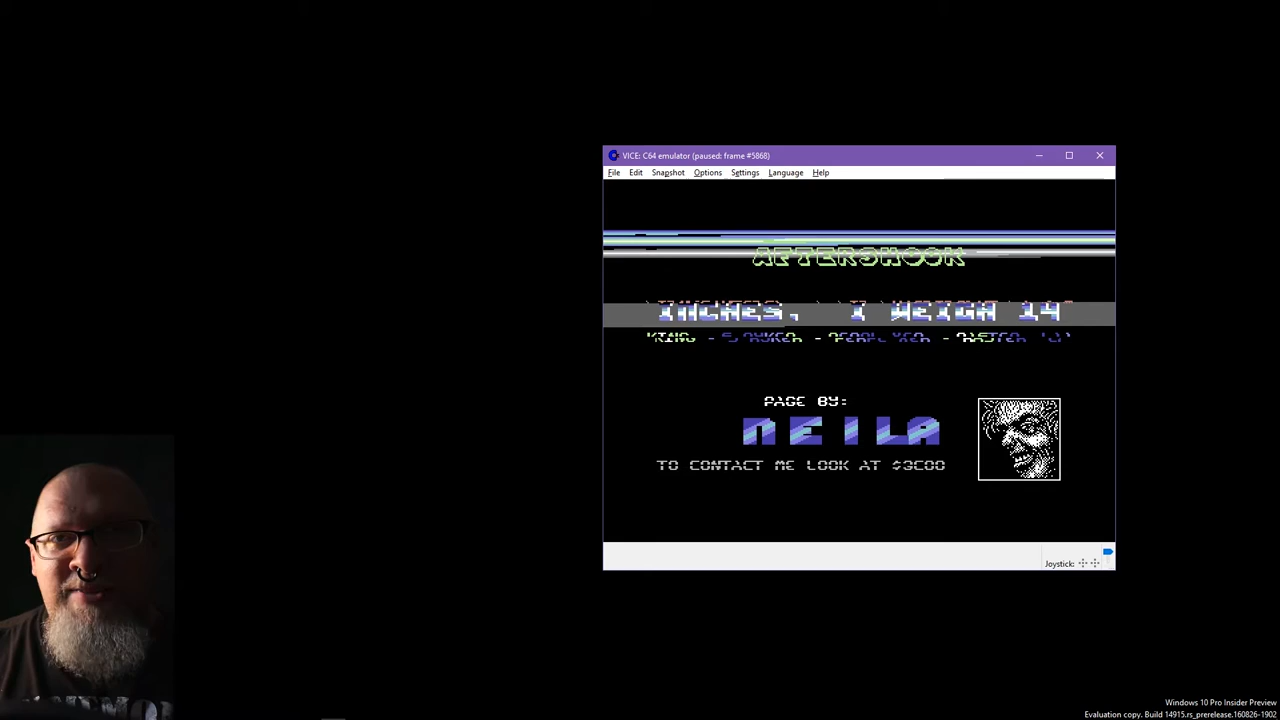 VICE: C64 emulator (paused: frame #5868)
File Edit Snapshot Options Settings Language Help
AFTERSHOOK
INCHES, I WEIGH 14
KING
PAGE BY:
NEILA
TO CONTACT ME LOOK AT $3C00
Joystick:
Windows 10 Pro Insider Preview
Evaluation copy. Build 14915.rs_prerelease.160826-1902